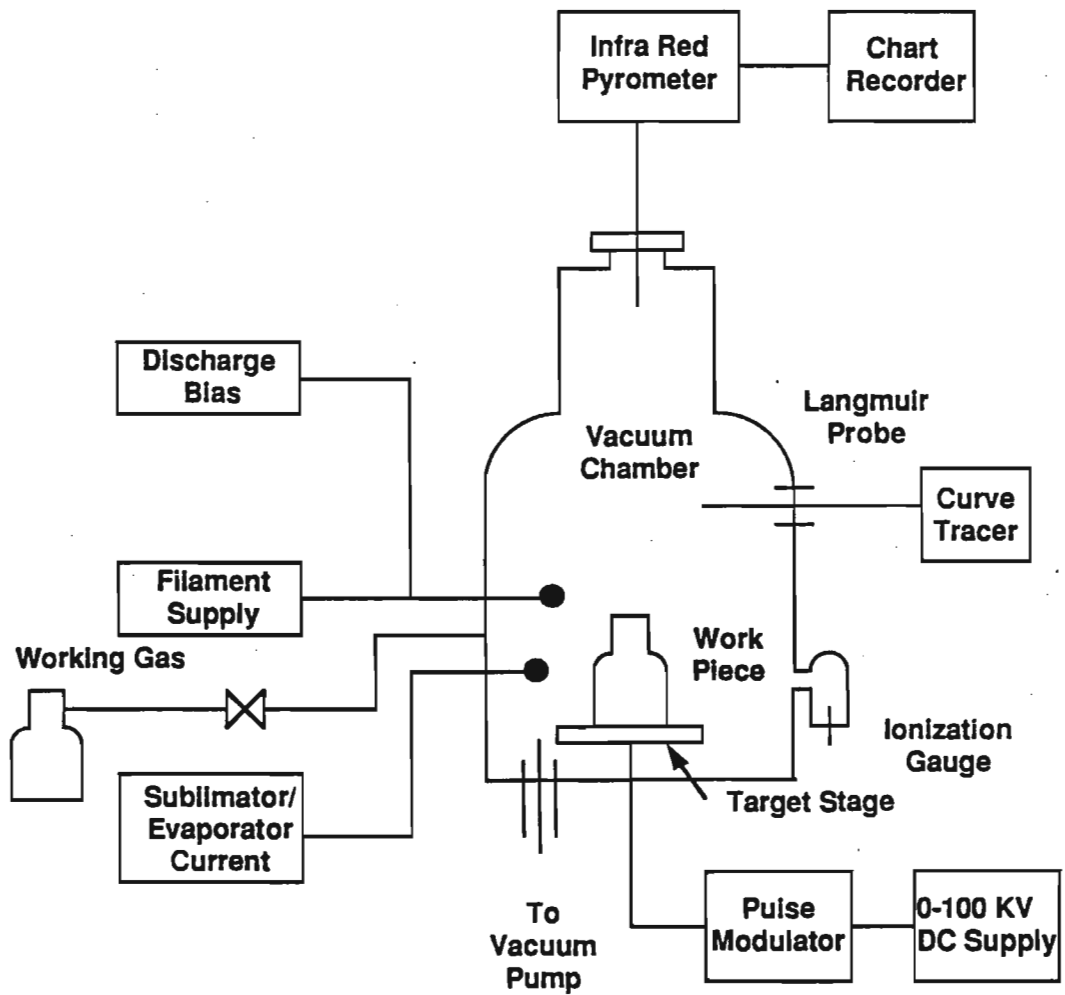 Infra Red
Pyrometer
Chart
Recorder
Discharge
Bias
Langmuir
Probe
Vacuum
Chamber
Curve
Tracer
Filament
Supply
Working Gas
Work
Piece
Ionization
Gauge
Target Stage
Sublimator/
Evaporator
Current
To
Vacuum
Pump
Pulse
Modulator
0-100 KV
DC Supply